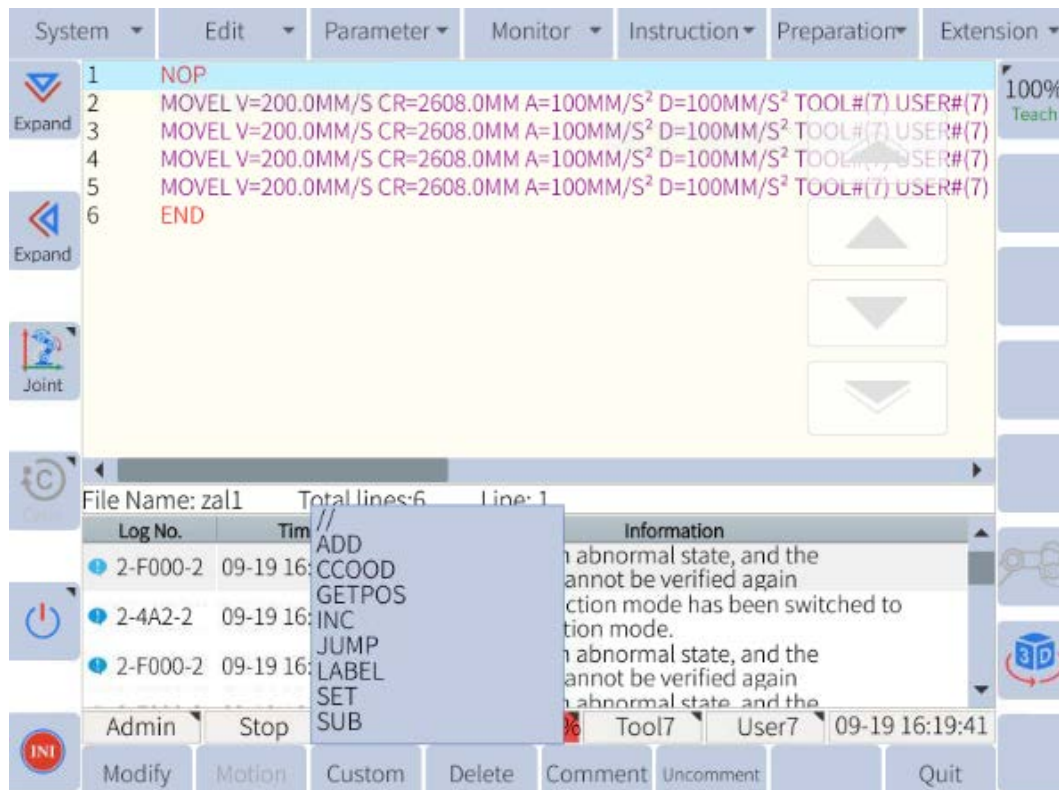 System Edit Parameter Monitor Instruction Preparation Extension
Expand
Expand
Joint
1 NOP
2 MOVEL V=200.0MM/S CR=2608.0MM A=100MM/S² D=100MM/S² TOOL#(7) USER#(7)
3 MOVEL V=200.0MM/S CR=2608.0MM A=100MM/S² D=100MM/S² TOOL#(7) USER#(7)
4 MOVEL V=200.0MM/S CR=2608.0MM A=100MM/S² D=100MM/S² TOOL#(7) USER#(7)
5 MOVEL V=200.0MM/S CR=2608.0MM A=100MM/S² D=100MM/S² TOOL#(7) USER#(7)
6 END
100%
Teach
File Name: zal1 Total lines:6 Line: 1
Log No. Tim Information
2-F000-2 09-19 16: abnormal state, and the
annot be verified again
2-4A2-2 09-19 16: ction mode has been switched to
tion mode.
2-F000-2 09-19 16: abnormal state, and the
annot be verified again
abnormal state, and the
//
ADD
CCOOD
GETPOS
INC
JUMP
LABEL
SET
SUB
3D
INI
Admin Stop % Tool7 User7 09-19 16:19:41
Modify Motion Custom Delete Comment Uncomment Quit